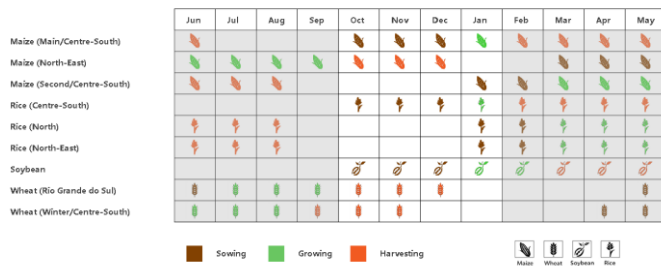 Jun Jul Aug Sep Oct Nov Dec Jan Feb Mar Apr May
Maize (Main/Centre-South)
Maize (North-East)
Maize (Second/Centre-South)
Rice (Centre-South)
Rice (North)
Rice (North-East)
Soybean
Wheat (Rio Grande do Sul)
Wheat (Winter/Centre-South)
Sowing Growing Harvesting
Maize Wheat Soybean Rice